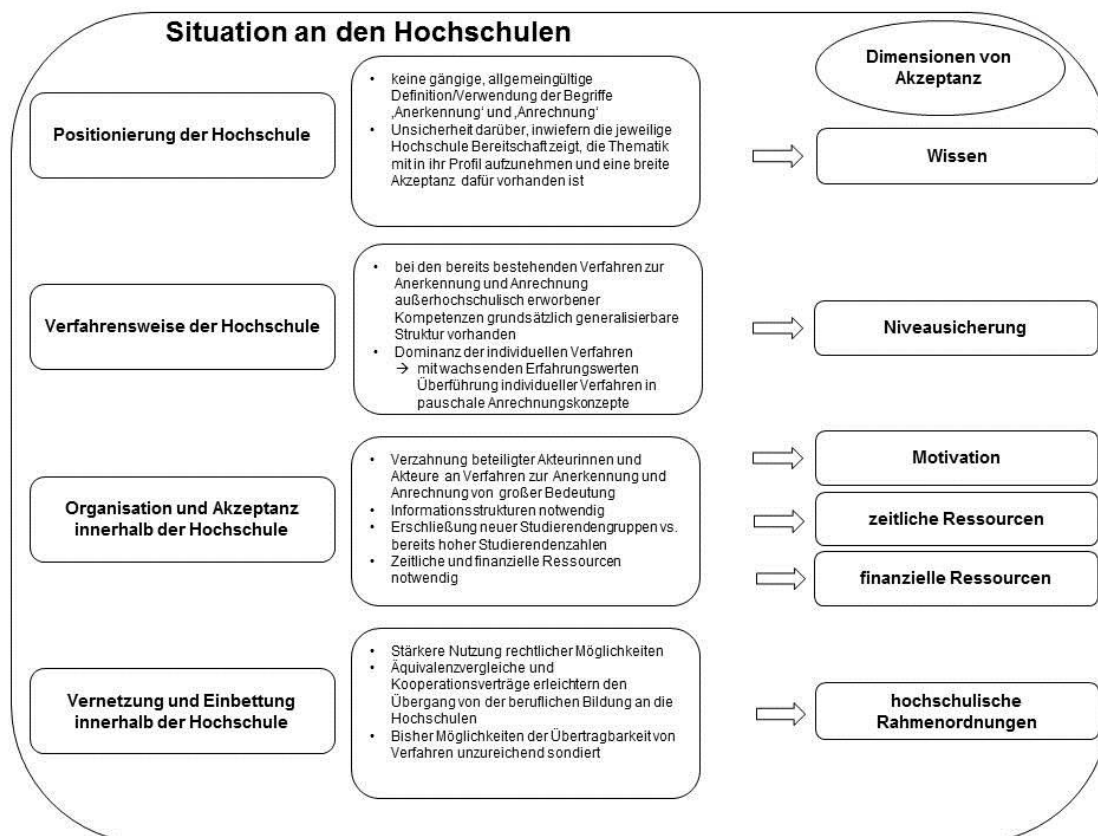 Situation an den Hochschulen
Dimensionen von
Akzeptanz
Positionierung der Hochschule
• keine gängige, allgemeingültige
Definition/Verwendung der Begriffe
‚Anerkennung‘ und ‚Anrechnung‘
• Unsicherheit darüber, inwiefern die jeweilige
Hochschule Bereitschaft zeigt, die Thematik
mit in ihr Profil aufzunehmen und eine breite
Akzeptanz dafür vorhanden ist
Wissen
Verfahrensweise der Hochschule
• bei den bereits bestehenden Verfahren zur
Anerkennung und Anrechnung
außerhochschulisch erworbener
Kompetenzen grundsätzlich generalisierbare
Struktur vorhanden
• Dominanz der individuellen Verfahren
→ mit wachsenden Erfahrungswerten
Überführung individueller Verfahren in
pauschale Anrechnungskonzepte
Niveausicherung
Organisation und Akzeptanz
innerhalb der Hochschule
• Verzahnung beteiligter Akteurinnen und
Akteure an Verfahren zur Anerkennung und
Anrechnung von großer Bedeutung
• Informationsstrukturen notwendig
• Erschließung neuer Studierendengruppen vs.
bereits hoher Studierendenzahlen
• Zeitliche und finanzielle Ressourcen
notwendig
Motivation
zeitliche Ressourcen
finanzielle Ressourcen
Vernetzung und Einbettung
innerhalb der Hochschule
• Stärkere Nutzung rechtlicher Möglichkeiten
• Äquivalenzvergleiche und
Kooperationsverträge erleichtern den
Übergang von der beruflichen Bildung an die
Hochschulen
• Bisher Möglichkeiten der Übertragbarkeit von
Verfahren unzureichend sondiert
hochschulische
Rahmenordnungen